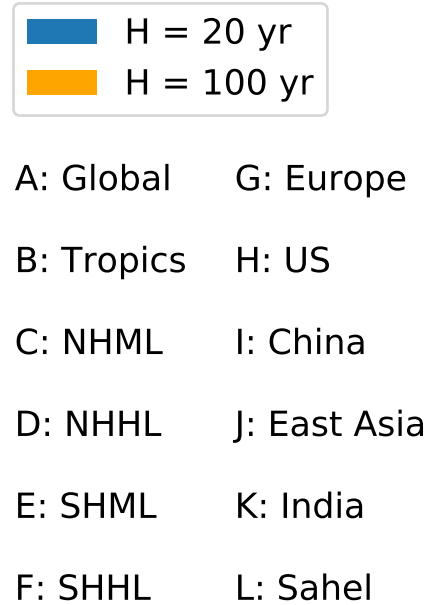 H = 20 yr
H = 100 yr
A: Global
B: Tropics
C: NHML
D: NHHL
E: SHML
F: SHHL
G: Europe
H: US
I: China
J: East Asia
K: India
L: Sahel